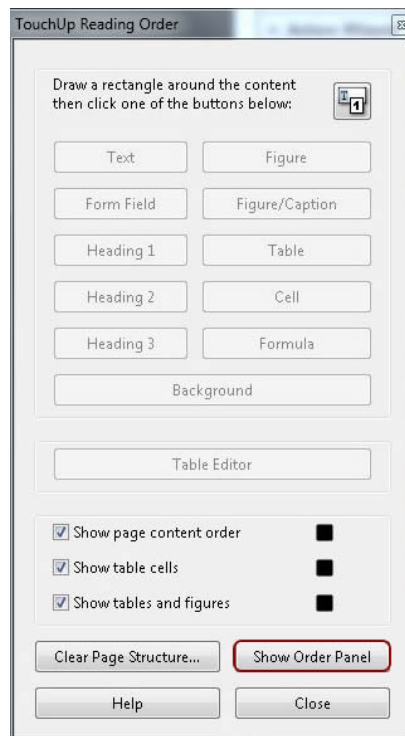 TouchUp Reading Order
Draw a rectangle around the content
then click one of the buttons below:
T
1
Text
Figure
Form Field
Figure/Caption
Heading 1
Table
Heading 2
Cell
Heading 3
Formula
Background
Table Editor
Show page content order
Show table cells
Show tables and figures
Clear Page Structure...
Show Order Panel
Help
Close